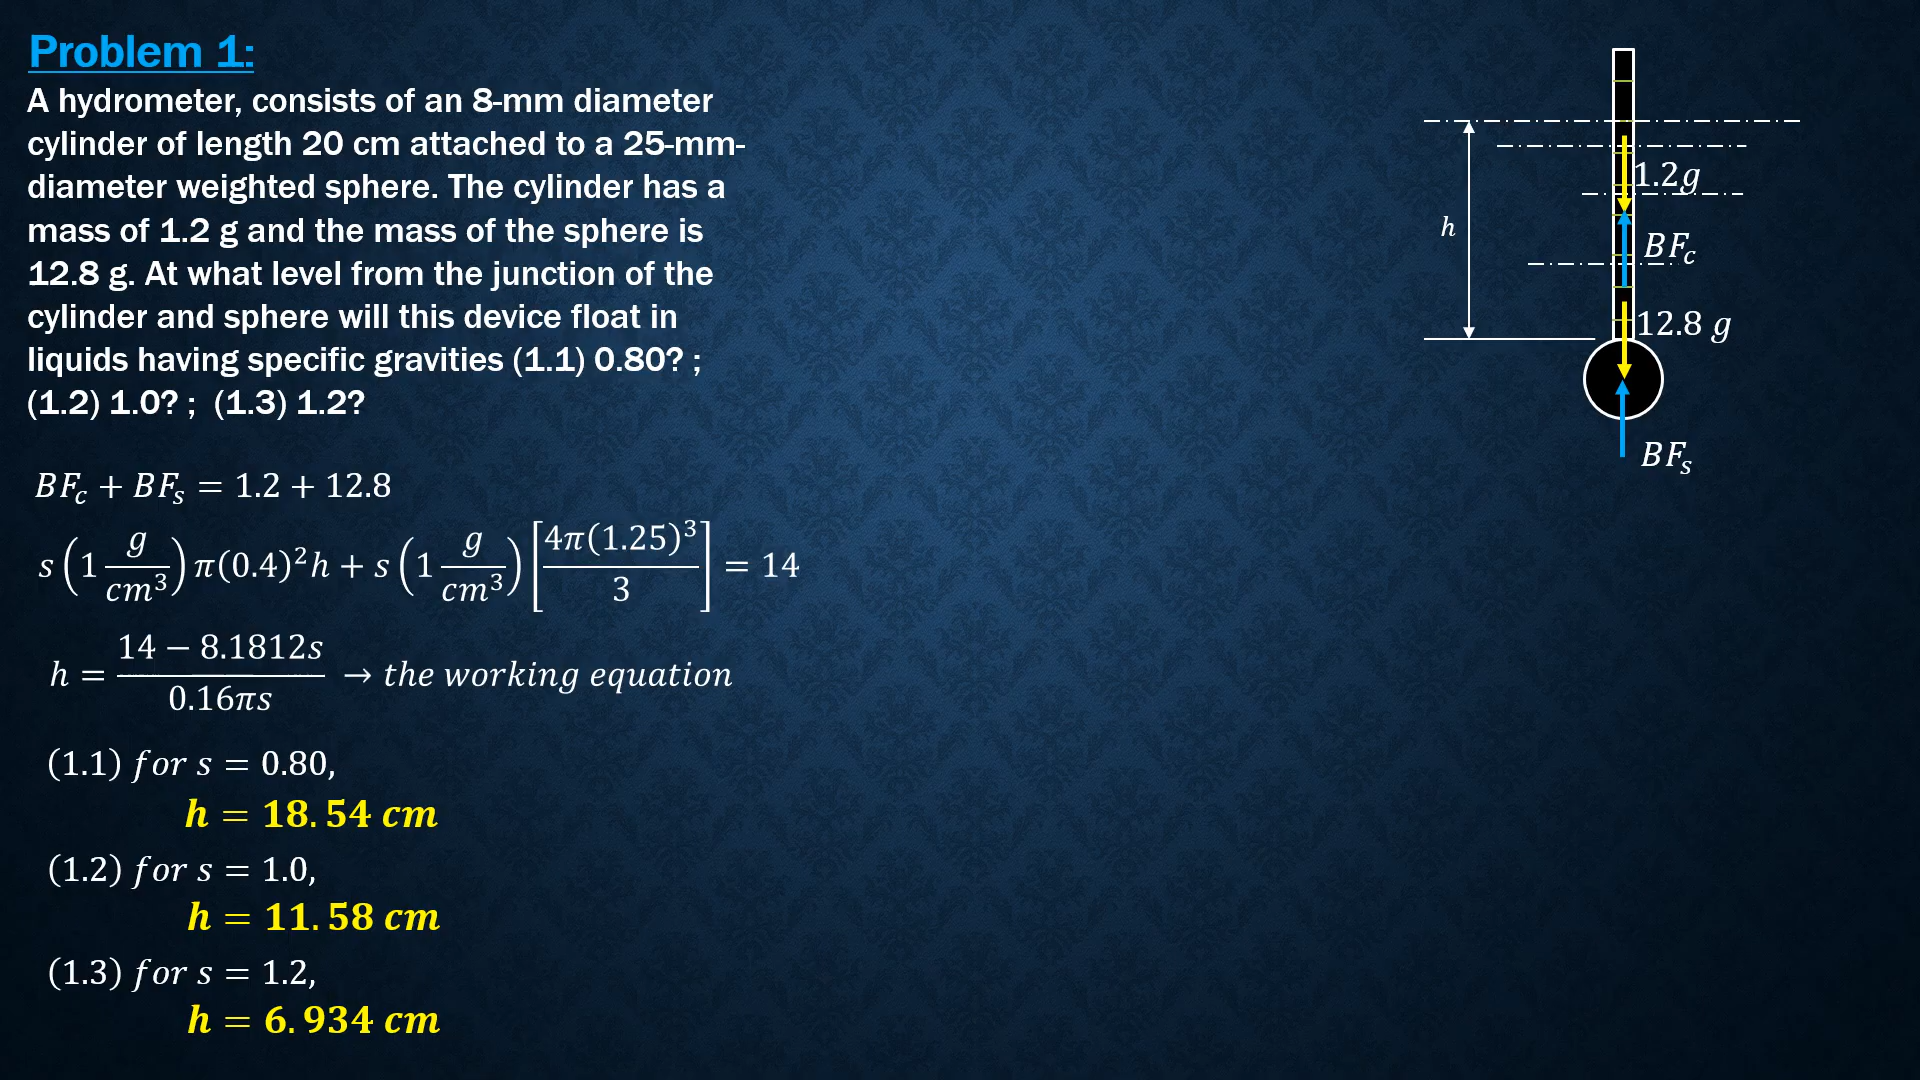 Problem 1:
A hydrometer, consists of an 8-mm diameter
cylinder of length 20 cm attached to a 25-mm-
diameter weighted sphere. The cylinder has a
mass of 1.2 g and the mass of the sphere is
12.8 g. At what level from the junction of the
cylinder and sphere will this device float in
liquids having specific gravities (1.1) 0.80? ;
(1.2) 1.0? ; (1.3) 1.2?
BF_c + BF_s = 1.2 + 12.8
s (1 g/cm³) π(0.4)² h + s (1 g/cm³) [4π(1.25)³/3] = 14
h = (14 − 8.1812s)/(0.16πs) → the working equation
(1.1) for s = 0.80,
h = 18.54 cm
(1.2) for s = 1.0,
h = 11.58 cm
(1.3) for s = 1.2,
h = 6.934 cm
1.2g
h
BF_c
12.8 g
BF_s